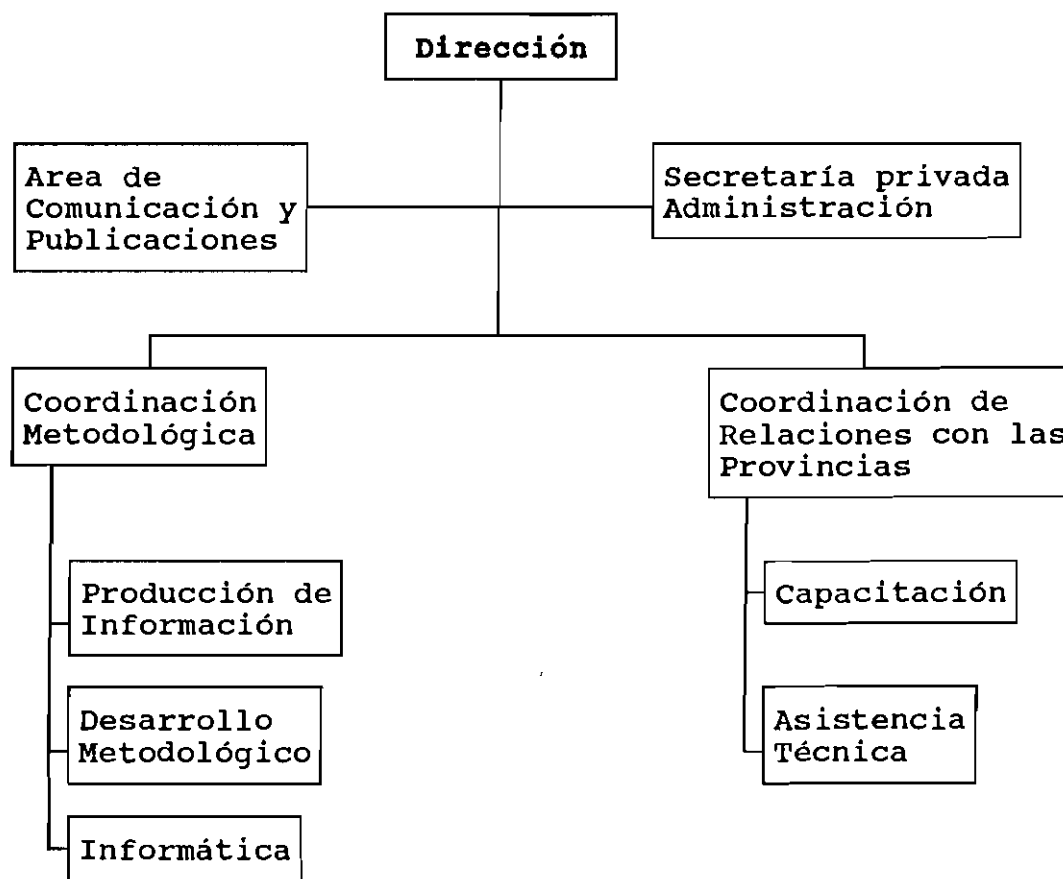 Dirección
Area de
Comunicación y
Publicaciones
Secretaría privada
Administración
Coordinación
Metodológica
Coordinación de
Relaciones con las
Provincias
Producción de
Información
Desarrollo
Metodológico
Informática
Capacitación
Asistencia
Técnica